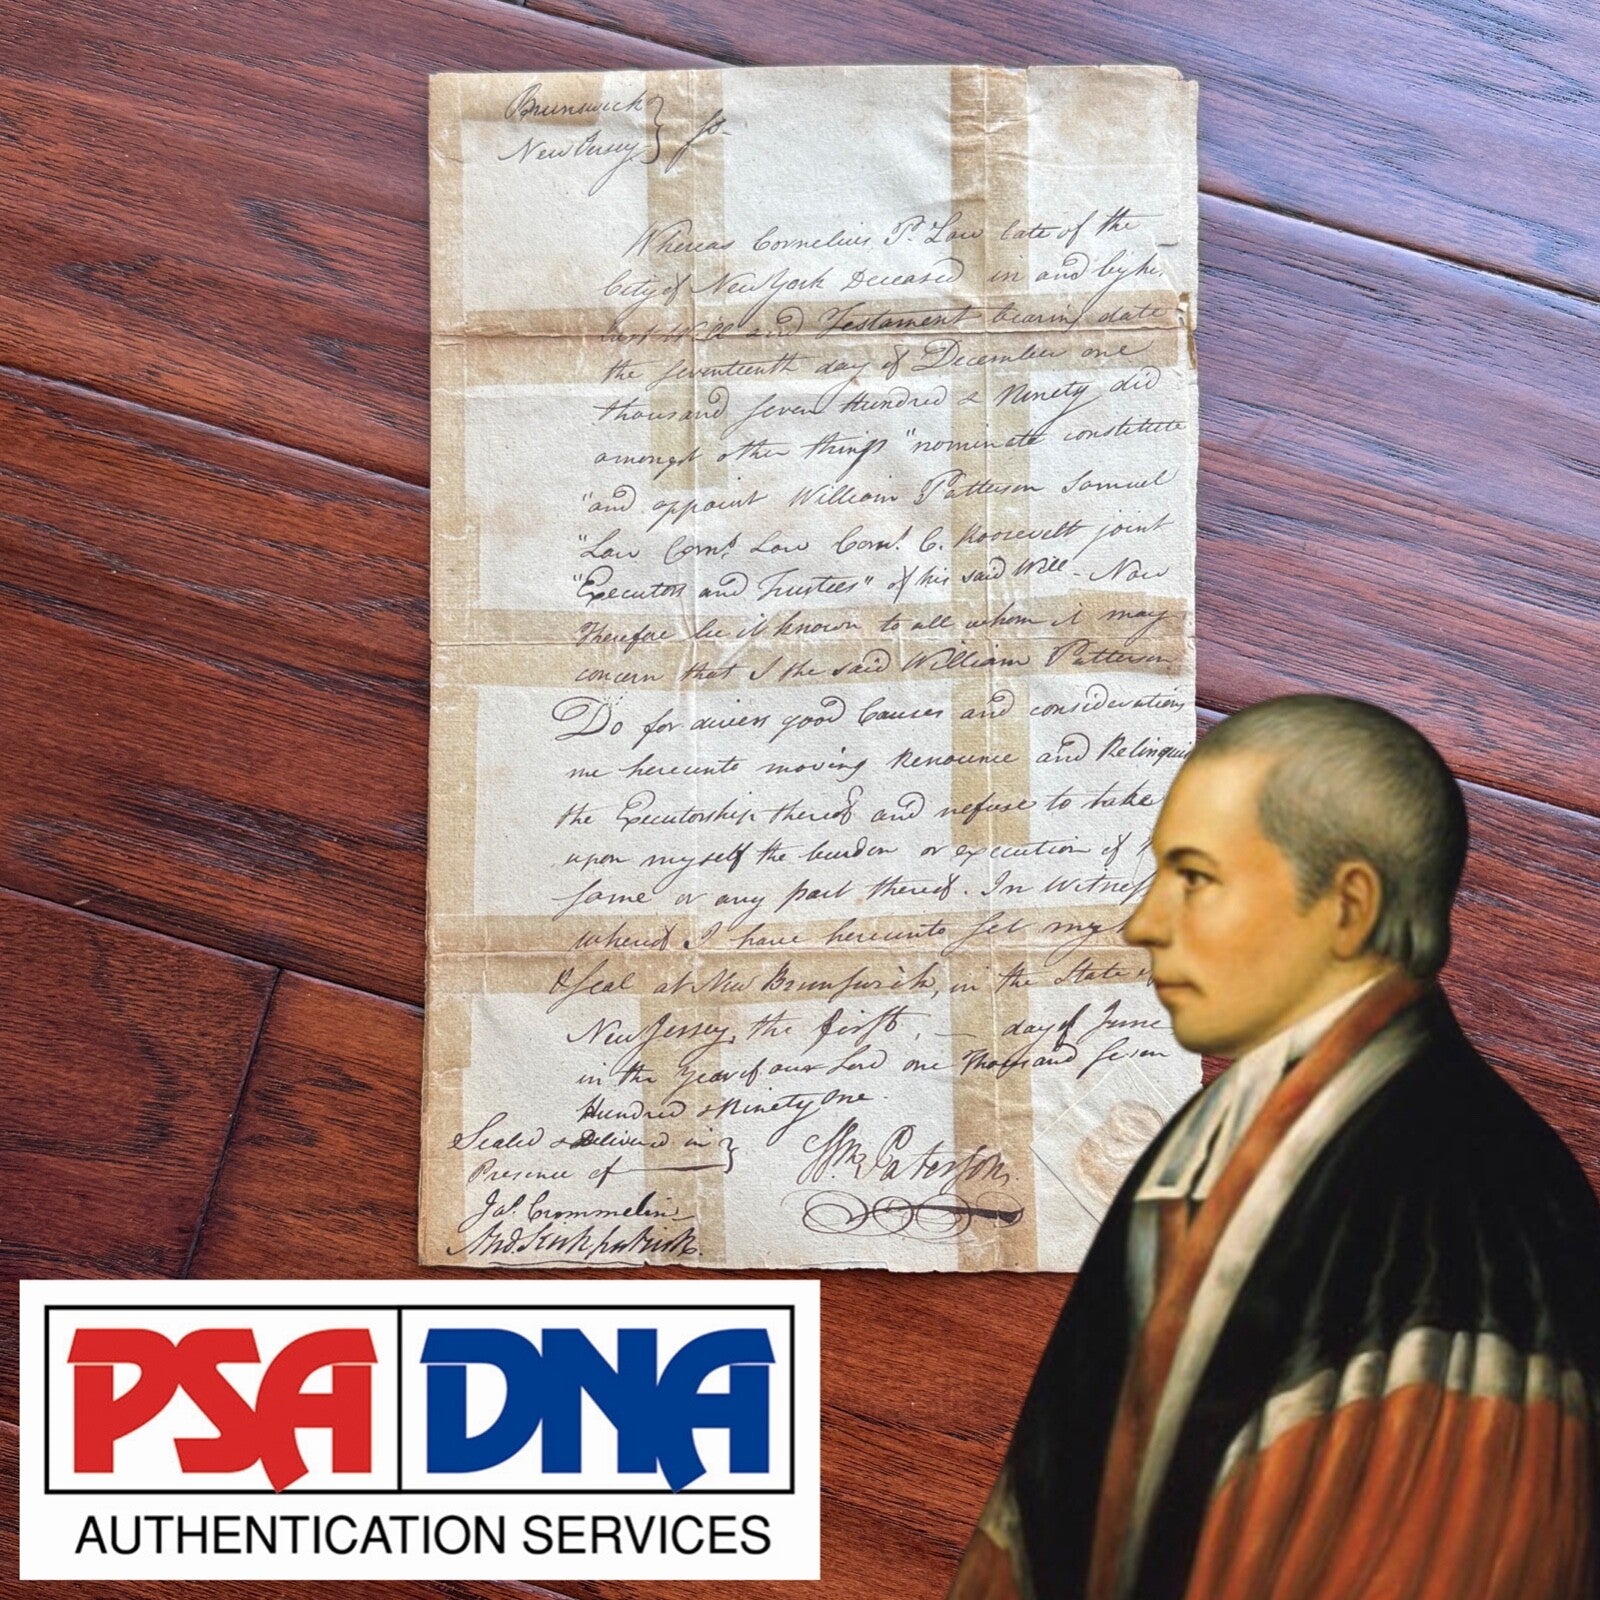 Brunswick
New Jersey } ss.
Whereas Cornelius P. Low late of the
City of New York Deceased in and by his
Last Will and Testament bearing date
the seventeenth day of December one
thousand seven Hundred & Ninety did
amongst other things "nominate constitute
"and appoint William Patterson Samuel
"Low Corns. Low Corns. C. Roosevelt joint
"Executors and Trustees" of his said Will - Now
Therefore be it known to all whom it may
concern that I the said William Patterson
Do for divers good Causes and considerations
me hereunto moving Renounce and Relinquis
the Executorship thereof and refuse to take
upon myself the burden or execution of
same or any part thereof. In Witness
whereof I have hereunto set my
& Seal at New Brunswick, in the State of
New Jersey, the first day of June
in the Year of our Lord one Thousand Seven
Hundred & Ninety One.
Sealed & Delivered in }
Presence of
Wm. Paterson.
Jas. Crommelin
And. Kirkpatrick.
PSA DNA
AUTHENTICATION SERVICES